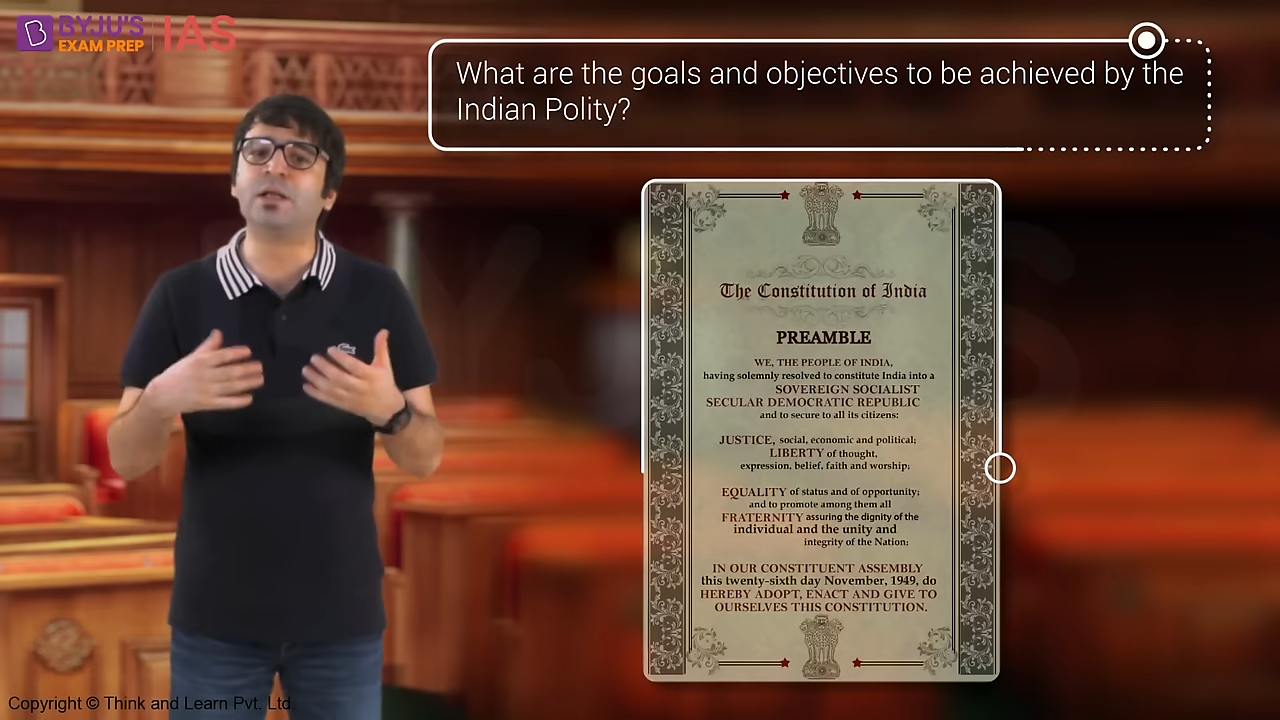 BYJU'S
EXAM PREP
IAS
What are the goals and objectives to be achieved by the
Indian Polity?
The Constitution of India
PREAMBLE
WE, THE PEOPLE OF INDIA,
having solemnly resolved to constitute India into a
SOVEREIGN SOCIALIST
SECULAR DEMOCRATIC REPUBLIC
and to secure to all its citizens:
JUSTICE, social, economic and political;
LIBERTY of thought,
expression, belief, faith and worship;
EQUALITY of status and of opportunity;
and to promote among them all
FRATERNITY assuring the dignity of the
individual and the unity and
integrity of the Nation;
IN OUR CONSTITUENT ASSEMBLY
this twenty-sixth day November, 1949, do
HEREBY ADOPT, ENACT AND GIVE TO
OURSELVES THIS CONSTITUTION.
Copyright © Think and Learn Pvt. Ltd.